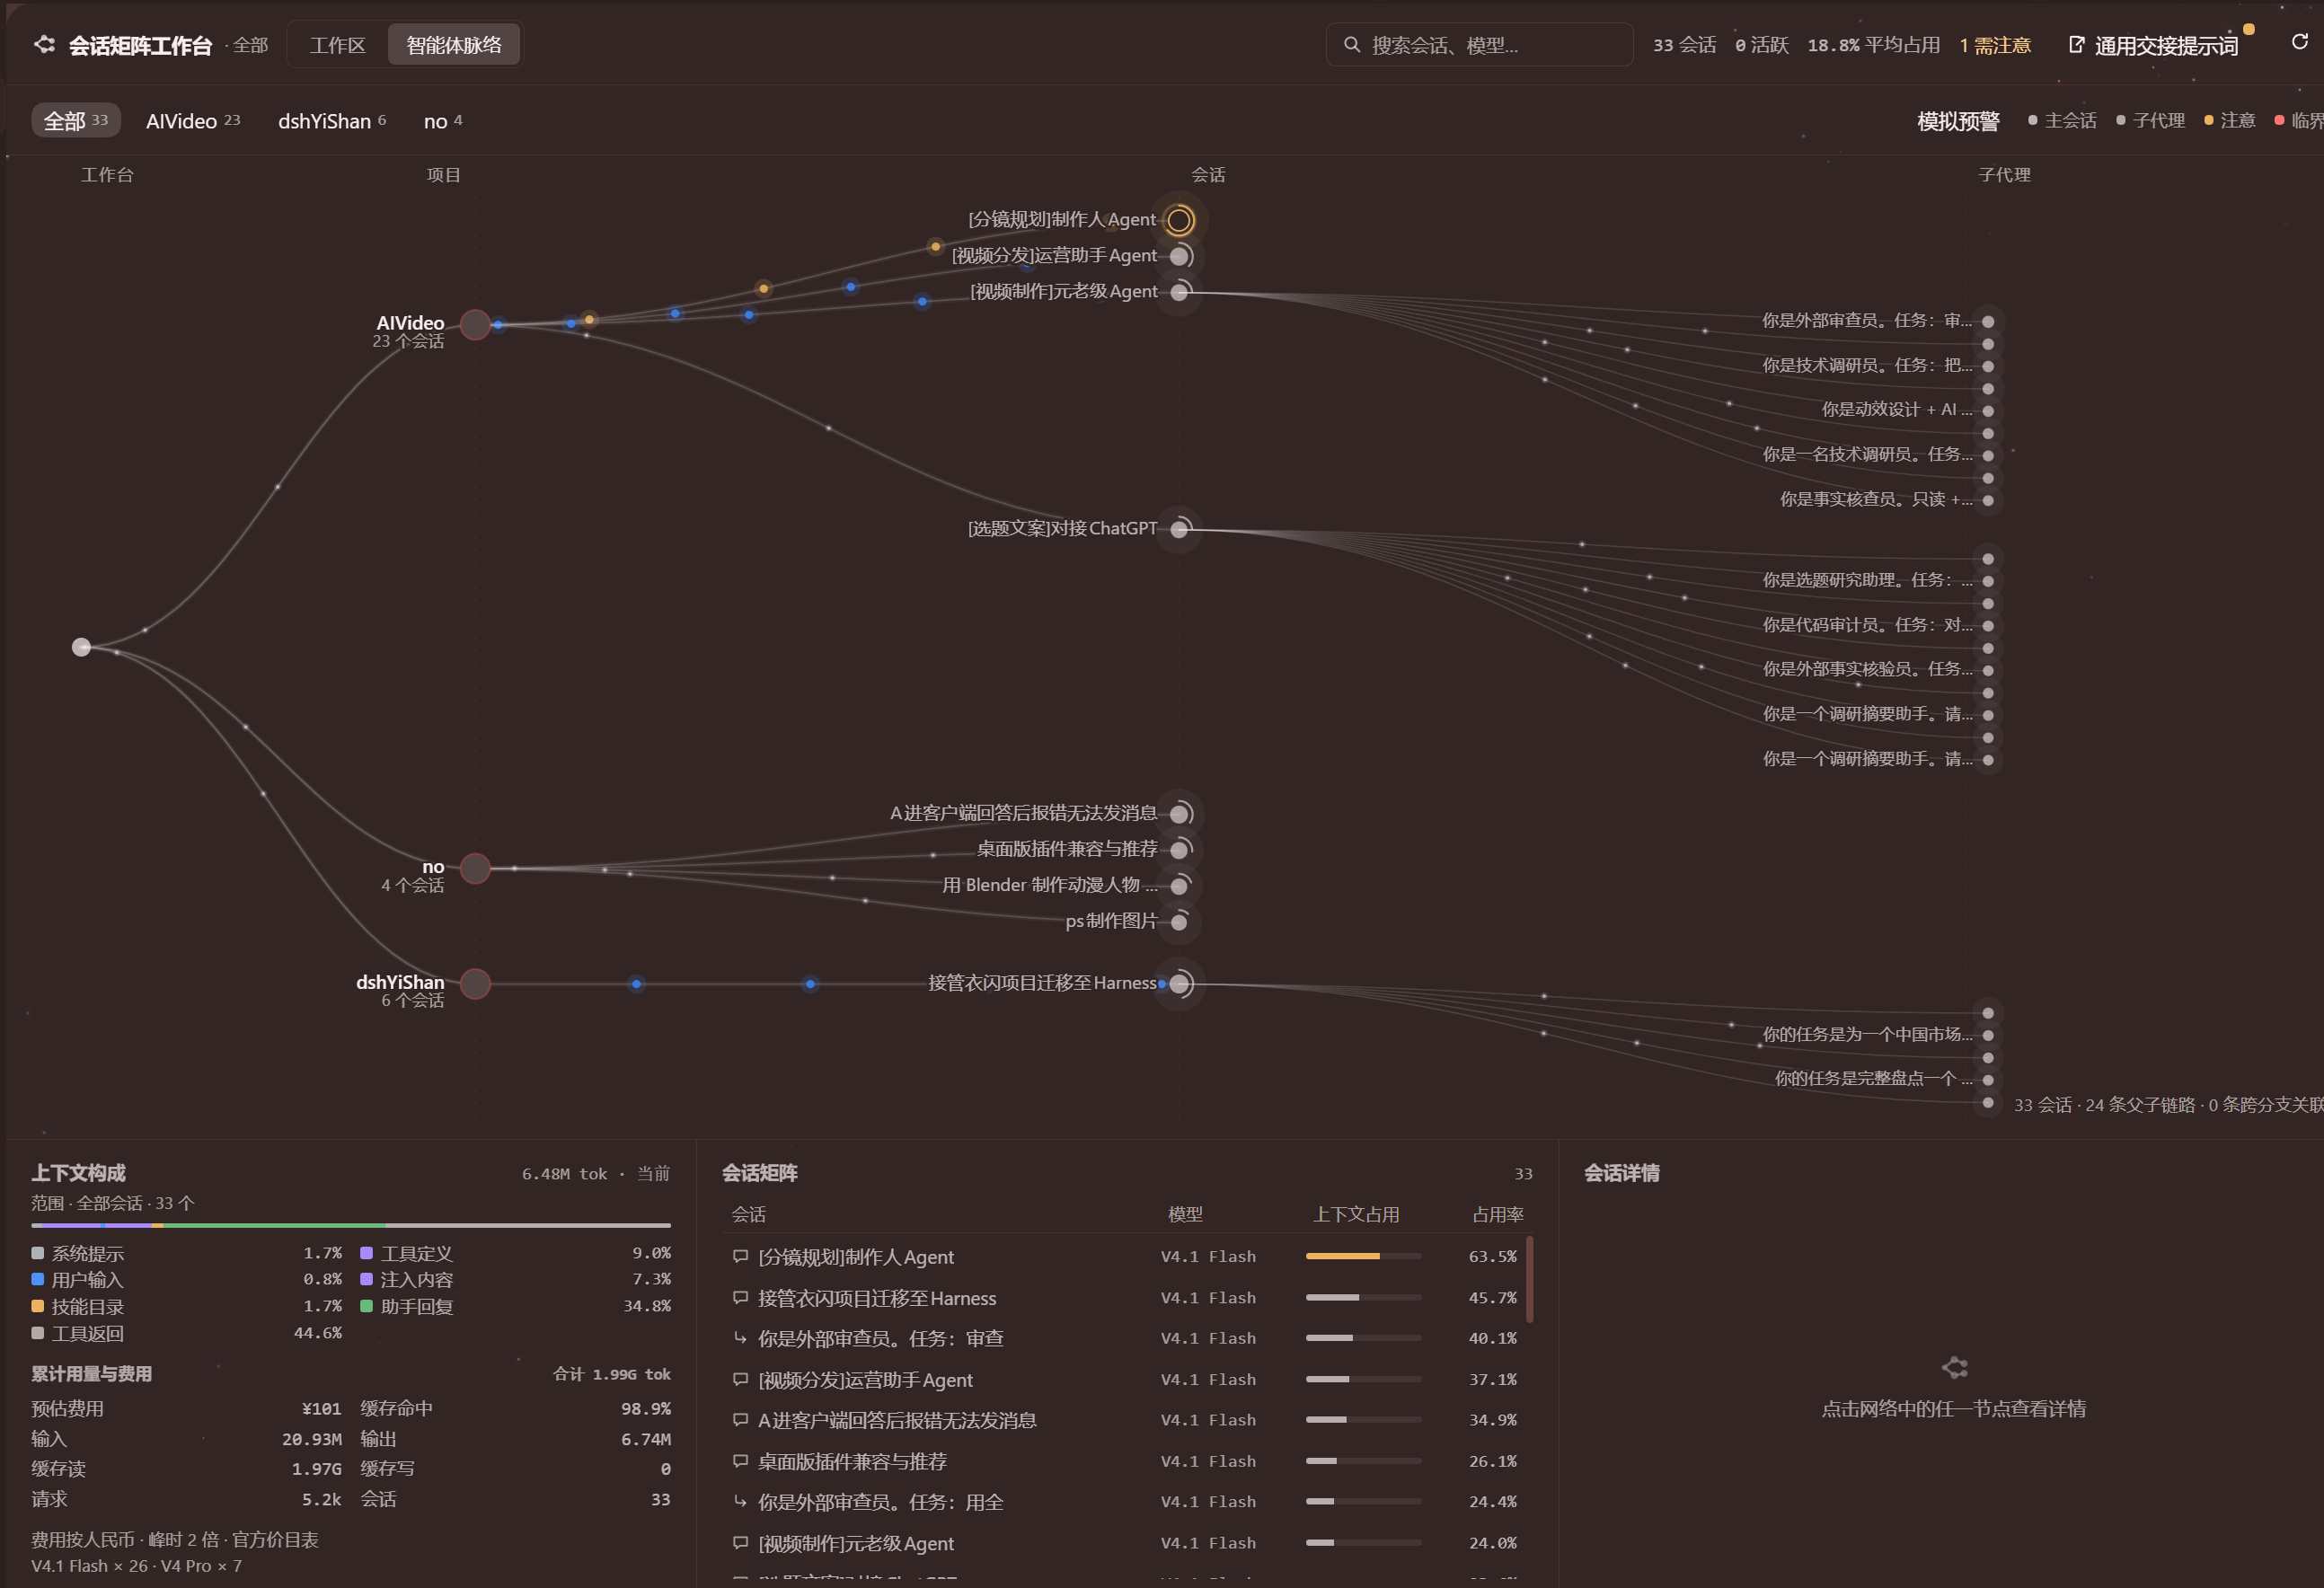 会话矩阵工作台 · 全部 工作区 智能体脉络 搜索会话、模型... 33 会话 0 活跃 18.8% 平均占用 1 需注意 通用交接提示词
全部 33 AIVideo 23 dshYiShan 6 no 4 模拟预警 主会话 子代理 注意 临界
工作台 项目 会话 子代理
[分镜规划]制作人Agent
[视频分发]运营助手Agent
[视频制作]元老级Agent
AIVideo
23 个会话
你是外部审查员。任务：审...
你是技术调研员。任务：把...
你是动效设计 + AI ...
你是一名技术调研员。任务...
你是事实核查员。只读 +...
[选题文案]对接ChatGPT
你是选题研究助理。任务：...
你是代码审计员。任务：对...
你是外部事实核验员。任务...
你是一个调研摘要助手。请...
你是一个调研摘要助手。请...
A进客户端回答后报错无法发消息
桌面版插件兼容与推荐
no
4 个会话
用 Blender 制作动漫人物 ...
ps制作图片
dshYiShan
6 个会话
接管衣闪项目迁移至Harness
你的任务是为一个中国市场...
你的任务是完整盘点一个 ...
33 会话 · 24 条父子链路 · 0 条跨分支关联
上下文构成 6.48M tok · 当前
范围 · 全部会话 · 33 个
系统提示 1.7% 工具定义 9.0%
用户输入 0.8% 注入内容 7.3%
技能目录 1.7% 助手回复 34.8%
工具返回 44.6%
累计用量与费用 合计 1.99G tok
预估费用 ¥101 缓存命中 98.9%
输入 20.93M 输出 6.74M
缓存读 1.97G 缓存写 0
请求 5.2k 会话 33
费用按人民币 · 峰时 2 倍 · 官方价目表
V4.1 Flash × 26 · V4 Pro × 7
会话矩阵 33
会话 模型 上下文占用 占用率
[分镜规划]制作人Agent V4.1 Flash 63.5%
接管衣闪项目迁移至Harness V4.1 Flash 45.7%
你是外部审查员。任务：审查 V4.1 Flash 40.1%
[视频分发]运营助手Agent V4.1 Flash 37.1%
A进客户端回答后报错无法发消息 V4.1 Flash 34.9%
桌面版插件兼容与推荐 V4.1 Flash 26.1%
你是外部审查员。任务：用全 V4.1 Flash 24.4%
[视频制作]元老级Agent V4.1 Flash 24.0%
会话详情
点击网络中的任一节点查看详情